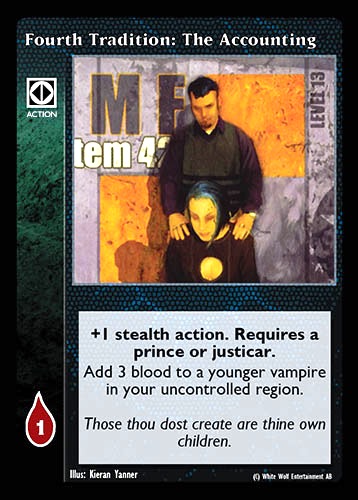 Fourth Tradition: The Accounting
ACTION
M E
tem 42
LEVEL 13
+1 stealth action. Requires a
prince or justicar.
Add 3 blood to a younger vampire
in your uncontrolled region.
Those thou dost create are thine own
children.
1
Illus: Kieran Yanner
(C) White Wolf Entertainment AB